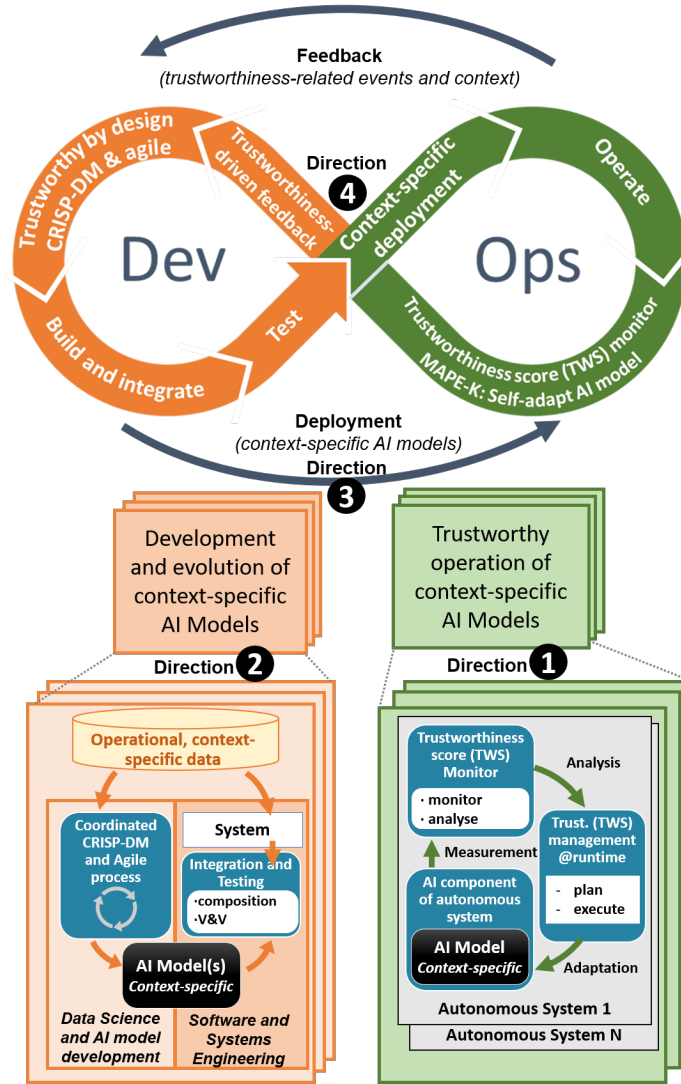 Feedback
(trustworthiness-related events and context)
Trustworthy by design
CRISP-DM & agile
Trustworthiness-
driven feedback
Direction
4
Context-specific
deployment
Operate
Dev
Ops
Build and integrate
Test
Trustworthiness score (TWS) monitor
MAPE-K: Self-adapt AI model
Deployment
(context-specific AI models)
Direction
3
Development
and evolution of
context-specific
AI Models
Trustworthy
operation of
context-specific
AI Models
Direction 2
Direction 1
Operational, context-
specific data
Coordinated
CRISP-DM
and Agile
process
System
Integration and
Testing
·composition
·V&V
AI Model(s)
Context-specific
Data Science
and AI model
development
Software and
Systems
Engineering
Trustworthiness
score (TWS)
Monitor
· monitor
· analyse
Analysis
Trust. (TWS)
management
@runtime
- plan
- execute
Measurement
AI component
of autonomous
system
AI Model
Context-specific
Adaptation
Autonomous System 1
Autonomous System N